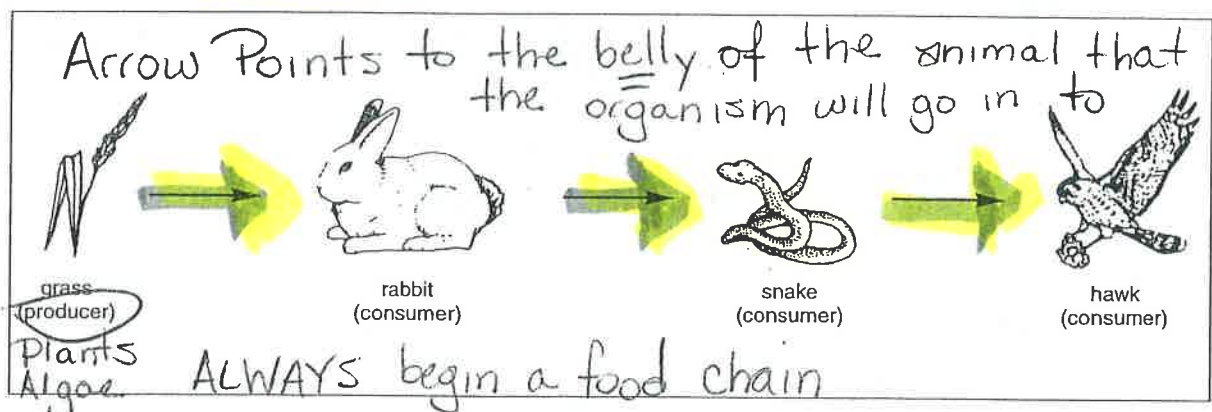 Arrow Points to the belly of the animal that
the organism will go in to
grass
(producer)
rabbit
(consumer)
snake
(consumer)
hawk
(consumer)
Plants
Algae
ALWAYS begin a food chain